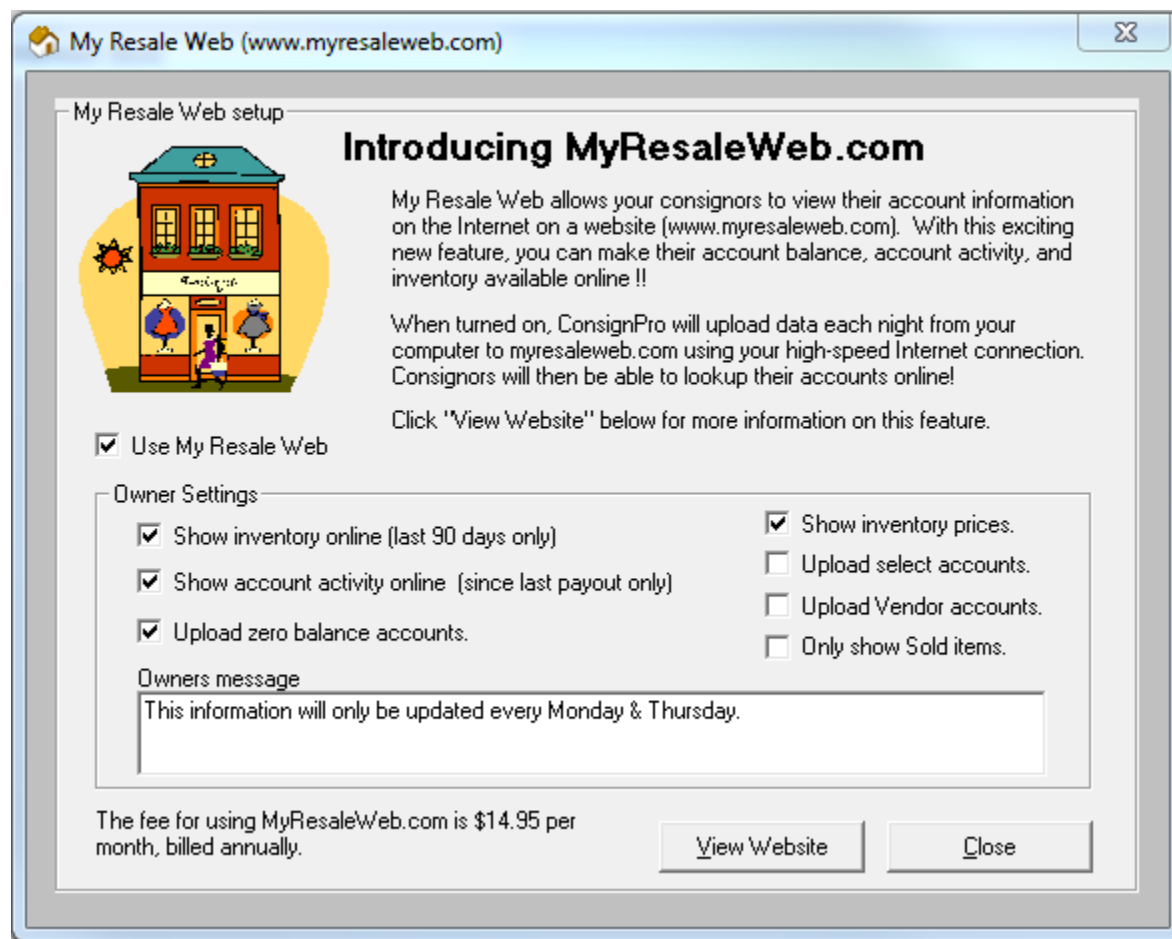 My Resale Web (www.myresaleweb.com)
My Resale Web setup
Introducing MyResaleWeb.com
My Resale Web allows your consignors to view their account information
on the Internet on a website (www.myresaleweb.com).  With this exciting
new feature, you can make their account balance, account activity, and
inventory available online !!
When turned on, ConsignPro will upload data each night from your
computer to myresaleweb.com using your high-speed Internet connection.
Consignors will then be able to lookup their accounts online!
Click "View Website" below for more information on this feature.
Use My Resale Web
Owner Settings
Show inventory online (last 90 days only)
Show account activity online  (since last payout only)
Upload zero balance accounts.
Show inventory prices.
Upload select accounts.
Upload Vendor accounts.
Only show Sold items.
Owners message
This information will only be updated every Monday & Thursday.
The fee for using MyResaleWeb.com is $14.95 per
month, billed annually.
View Website
Close